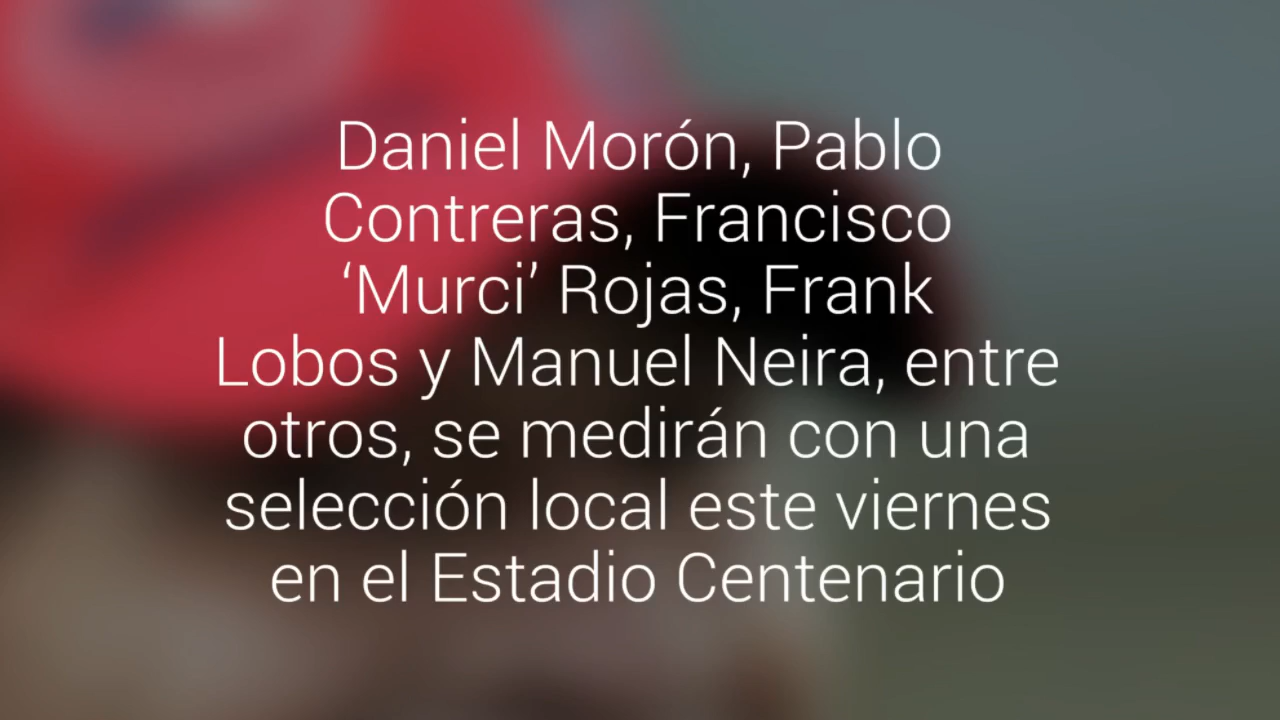 Daniel Morón, Pablo
Contreras, Francisco
‘Murci’ Rojas, Frank
Lobos y Manuel Neira, entre
otros, se medirán con una
selección local este viernes
en el Estadio Centenario